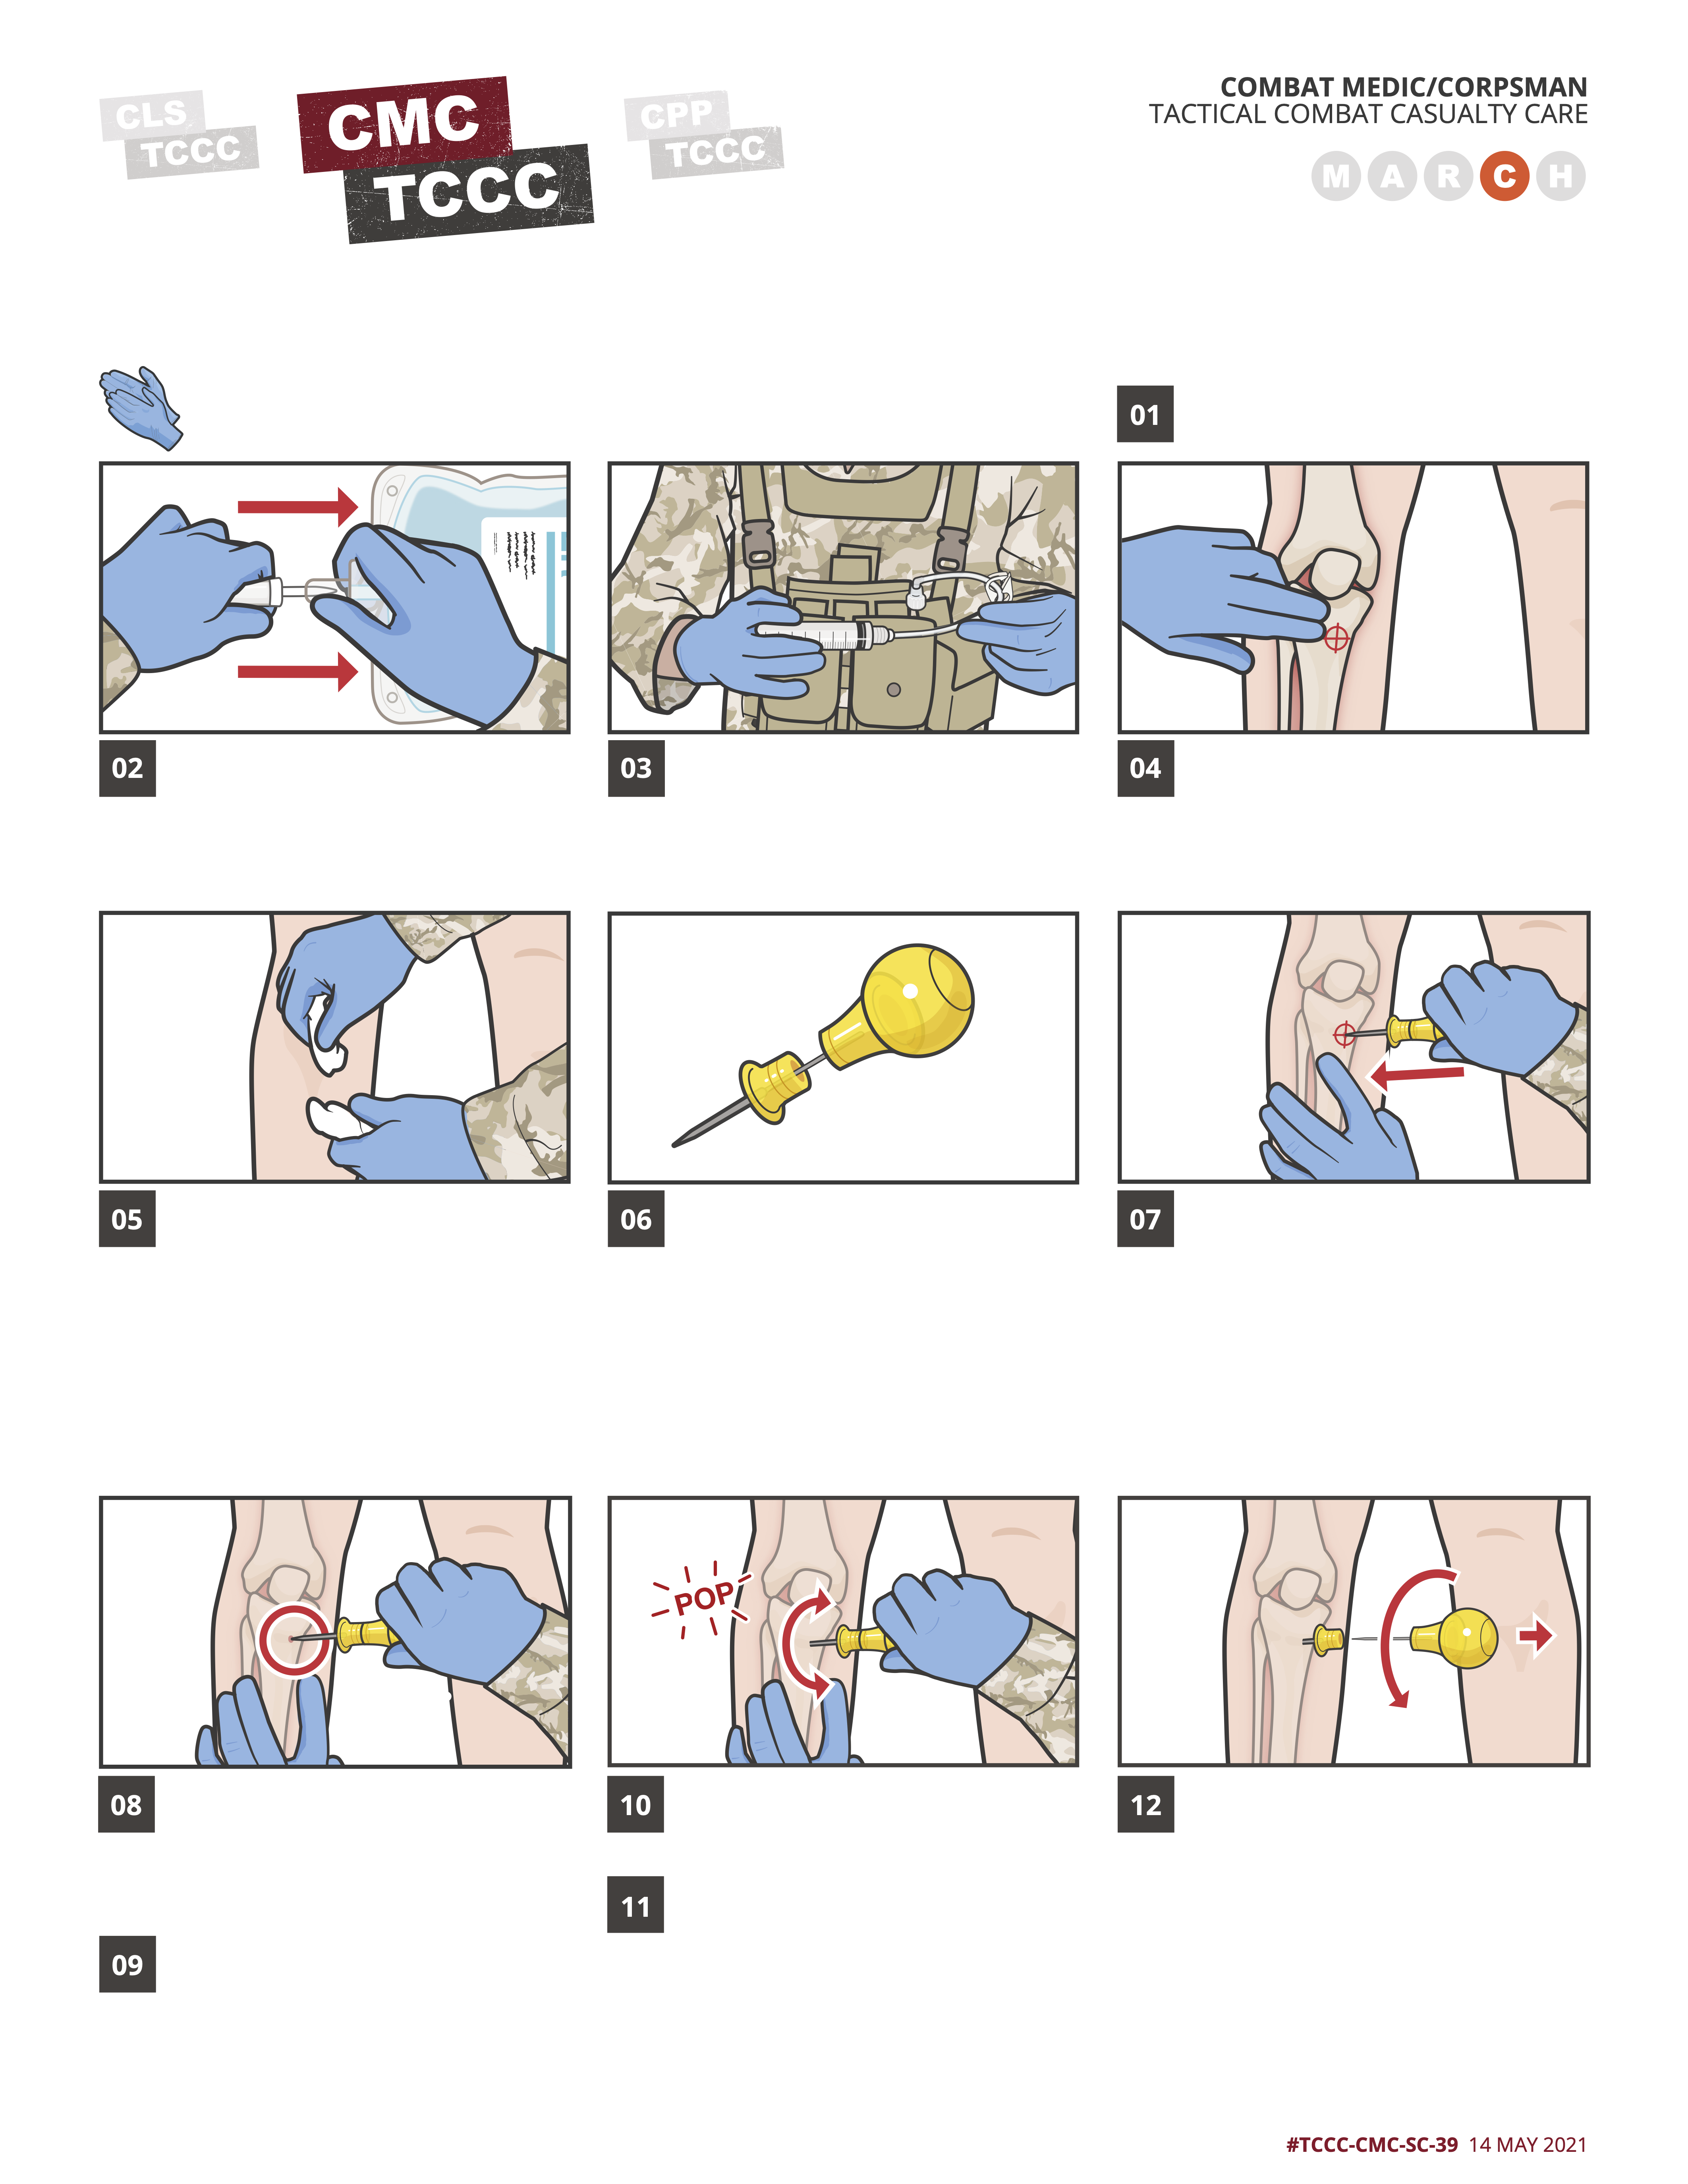 CLS
TCCC
CMC
TCCC
CPP
TCCC
COMBAT MEDIC/CORPSMAN
TACTICAL COMBAT CASUALTY CARE
M A R C H
01
02
03
04
05
06
07
POP
08
10
12
11
09
#TCCC-CMC-SC-39 14 MAY 2021